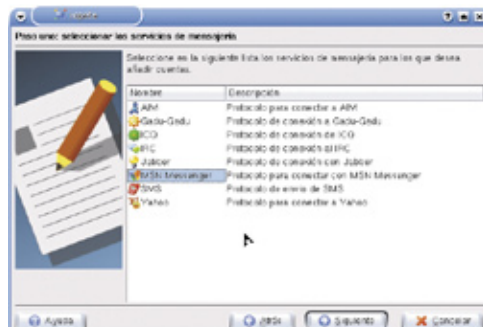 Paso uno: seleccionar los servicios de mensajería
Seleccione en la siguiente lista los servicios de mensajería para los que desea
añadir cuentas.
Nombre Descripción
AIM Protocolo para conectar a AIM
Gadu-Gadu Protocolo de conexión a Gadu-Gadu
ICQ Protocolo de conexión de ICQ
IRC Protocolo de conexión al IRC
Jabber Protocolo de conexión con Jabber
MSN Messenger Protocolo para conectar con MSN Messenger
SMS Protocolo de envío de SMS
Yahoo Protocolo para conectar a Yahoo
Ayuda Atrás Siguiente Cancelar